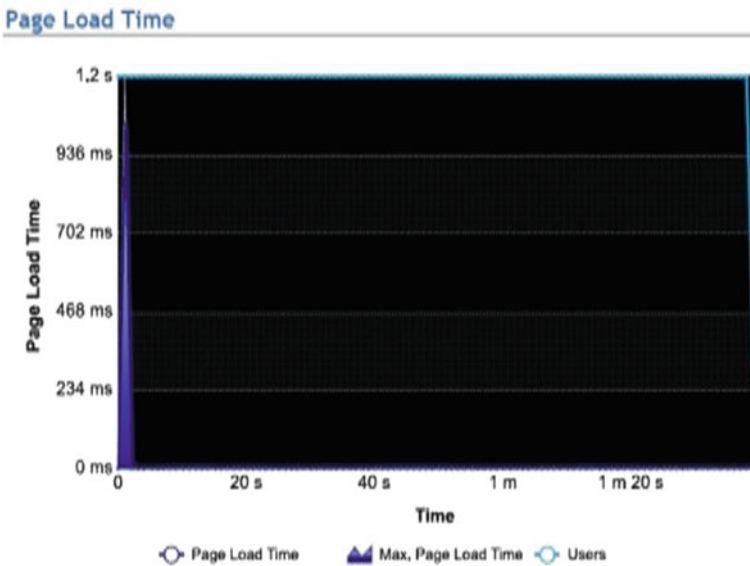 Page Load Time
1.2 s
936 ms
702 ms
468 ms
234 ms
0 ms
Page Load Time
0 20 s 40 s 1 m 1 m 20 s
Time
Page Load Time Max, Page Load Time Users